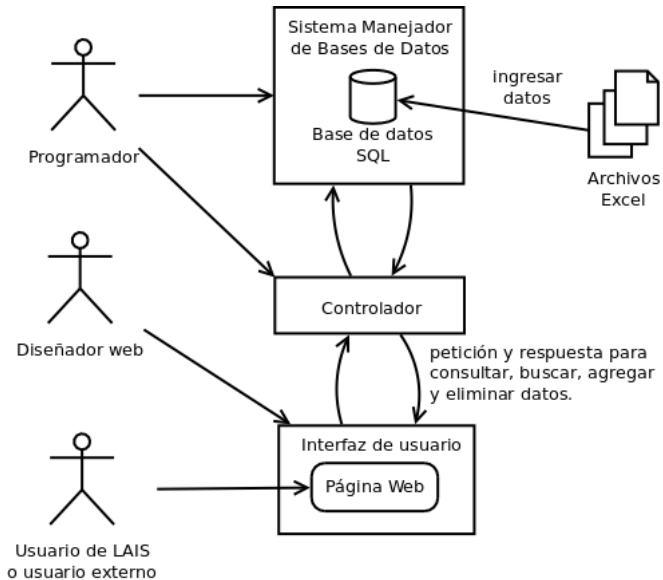 Sistema Manejador
de Bases de Datos
Base de datos
SQL
ingresar
datos
Archivos
Excel
Programador
Controlador
Diseñador web
petición y respuesta para
consultar, buscar, agregar
y eliminar datos.
Interfaz de usuario
Página Web
Usuario de LAIS
o usuario externo